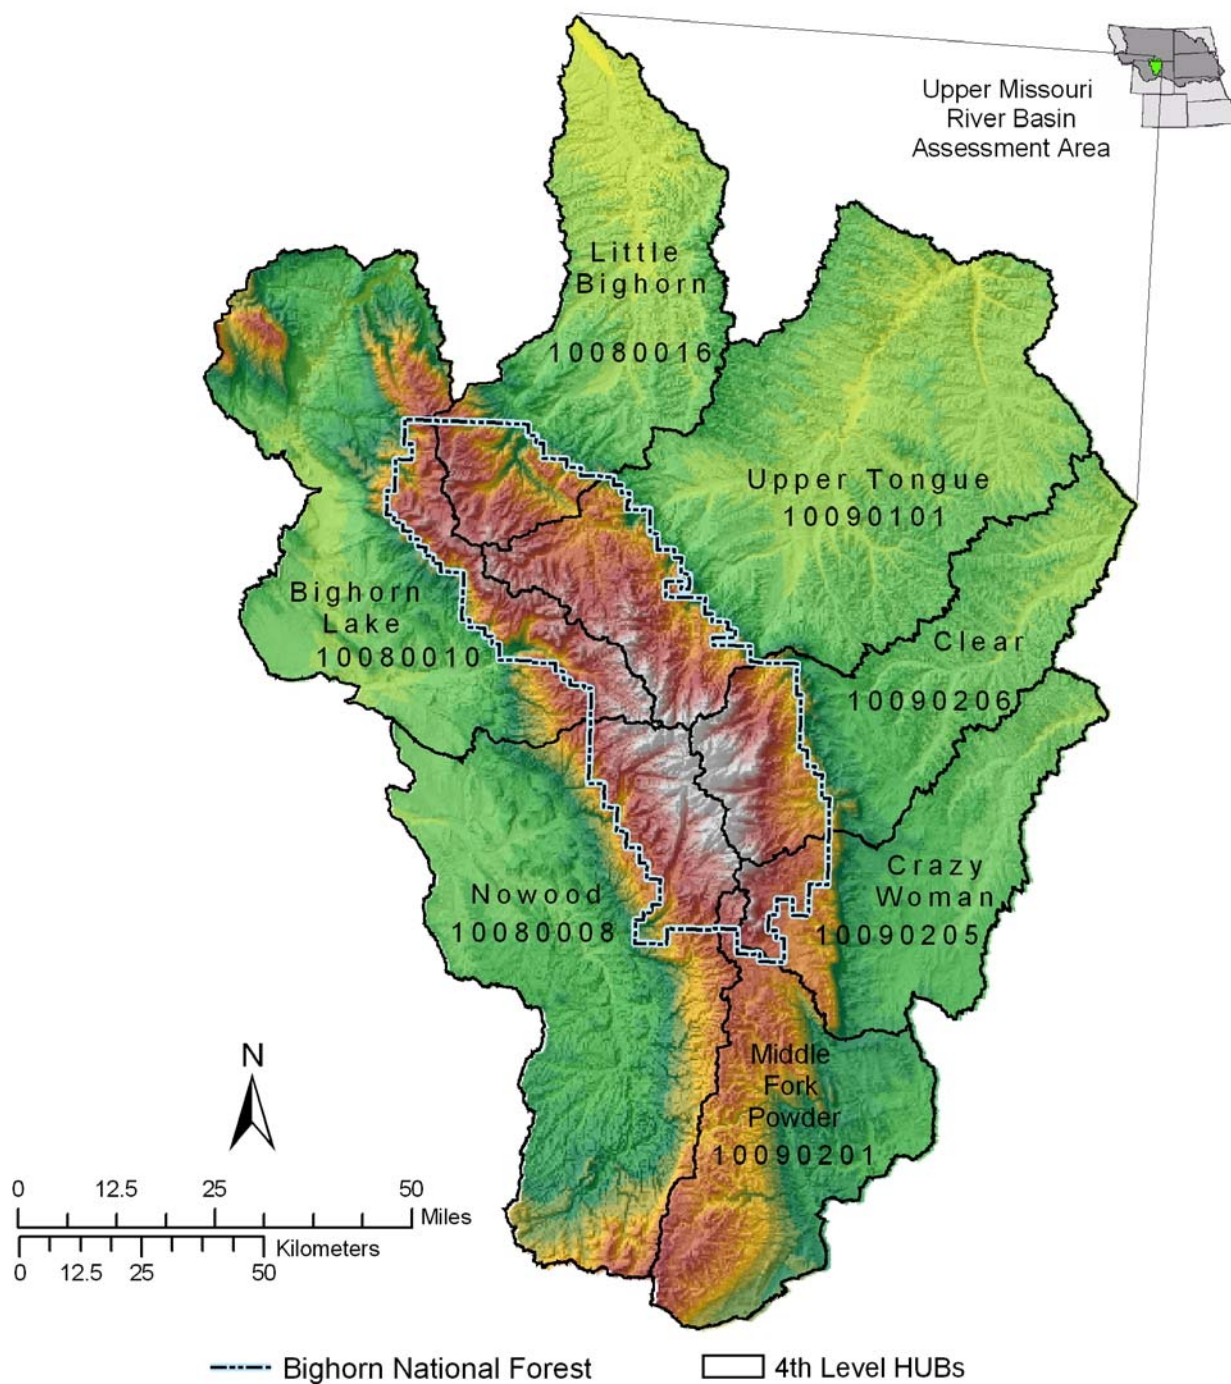 Upper Missouri
River Basin
Assessment Area
Little
Bighorn
10080016
Upper Tongue
10090101
Bighorn
Lake
10080010
Clear
10090206
Nowood
10080008
Crazy
Woman
10090205
Middle
Fork
Powder
10090201
N
0 12.5 25 50
Miles
Kilometers
0 12.5 25 50
Bighorn National Forest
4th Level HUBs